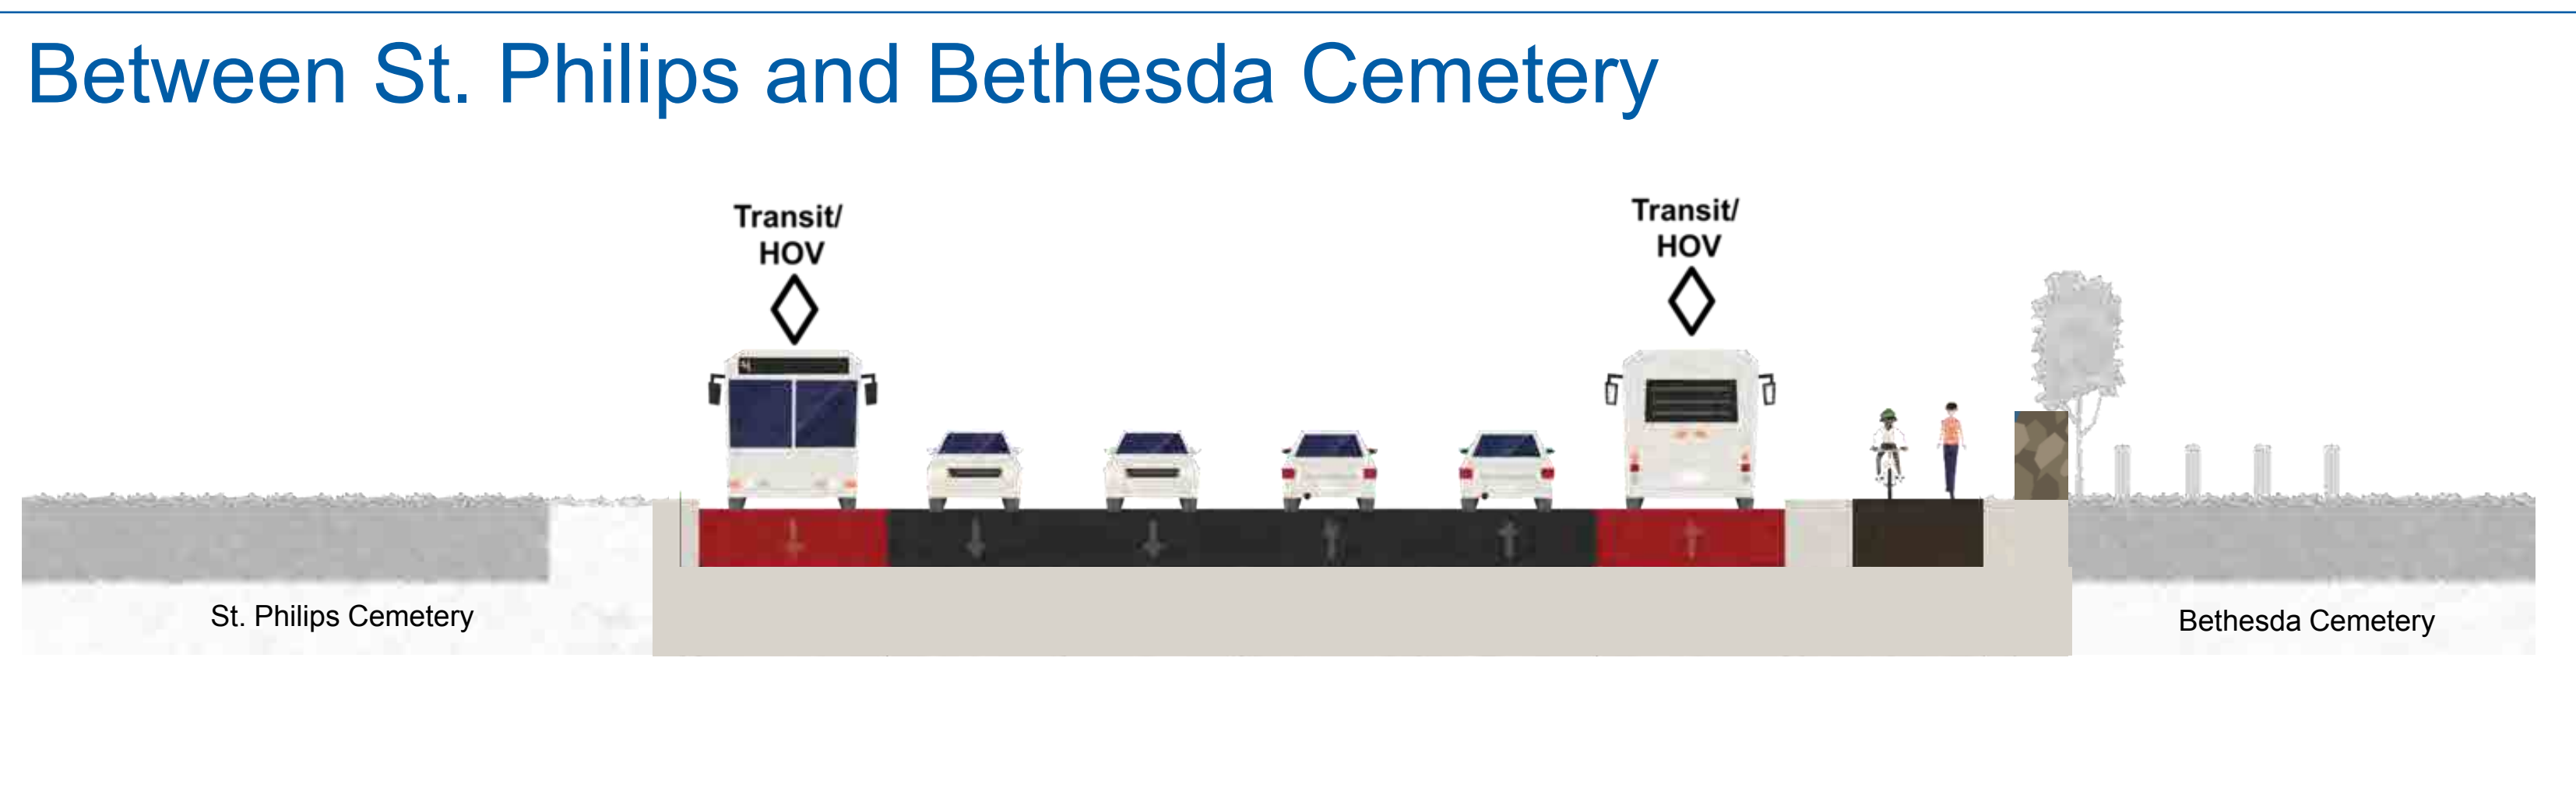 Between St. Philips and Bethesda Cemetery
Transit/
HOV
Transit/
HOV
St. Philips Cemetery
Bethesda Cemetery